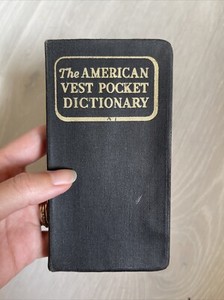 The AMERICAN
VEST POCKET
DICTIONARY